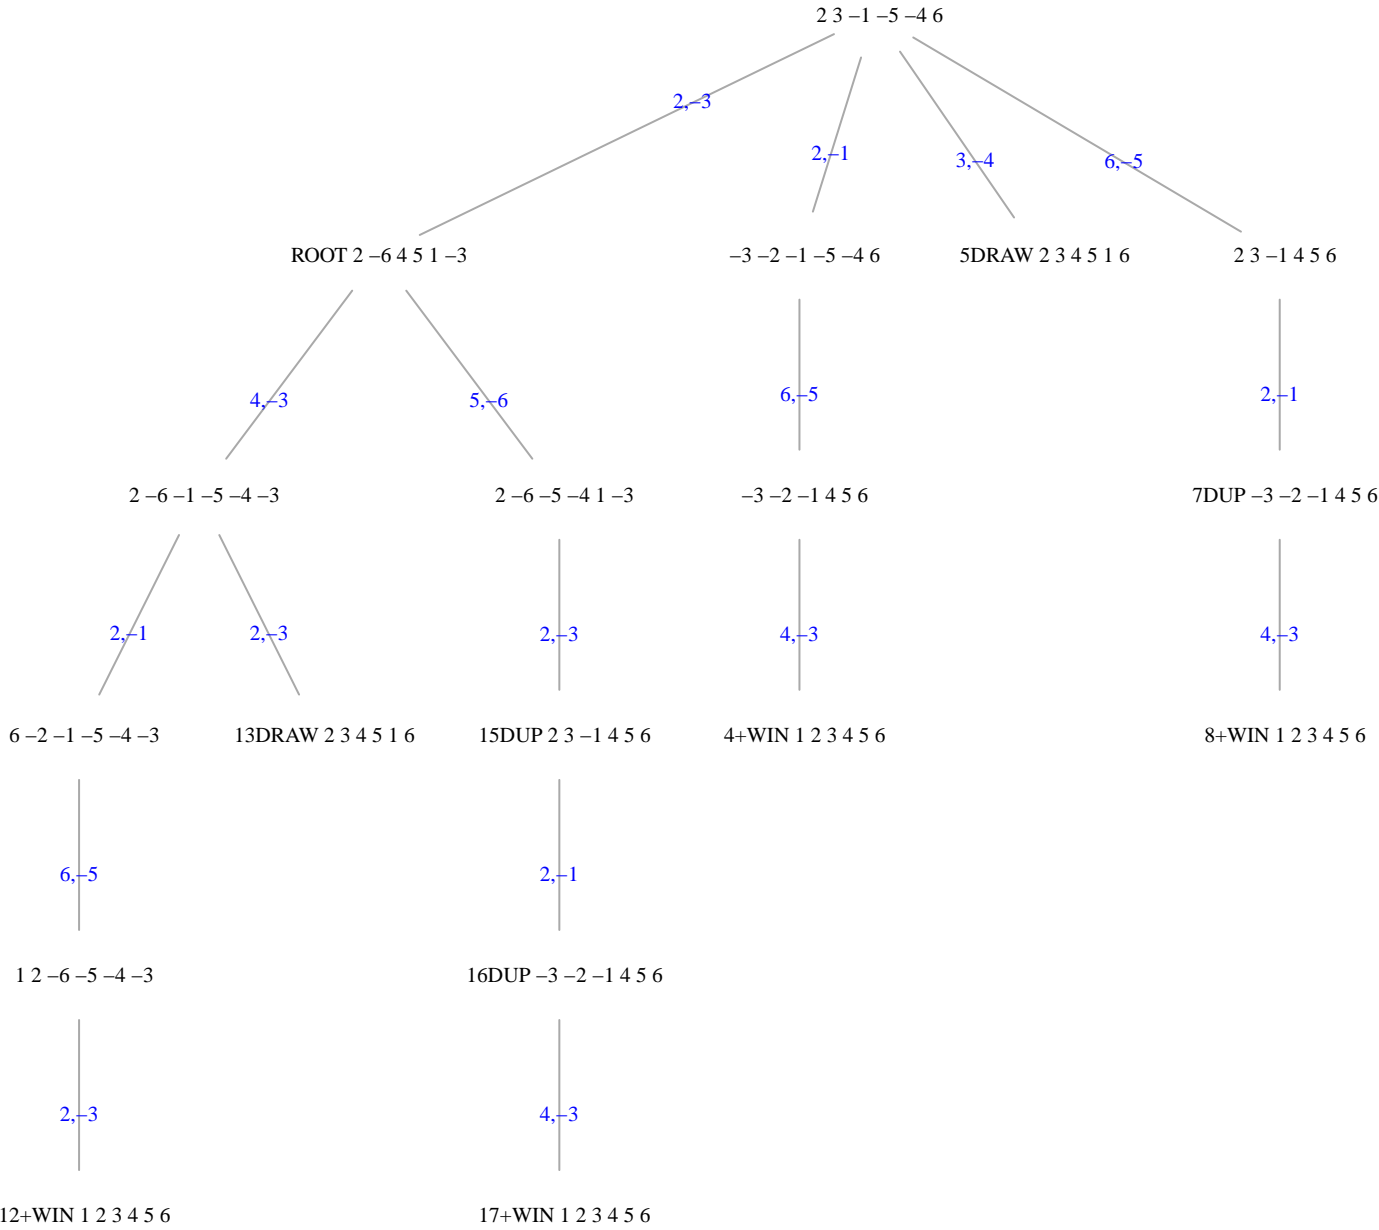 2 3 –1 –5 –4 6
2,–3
2,–1
3,–4
6,–5
ROOT 2 –6 4 5 1 –3
–3 –2 –1 –5 –4 6
5DRAW 2 3 4 5 1 6
2 3 –1 4 5 6
4,–3
5,–6
6,–5
2,–1
2 –6 –1 –5 –4 –3
2 –6 –5 –4 1 –3
–3 –2 –1 4 5 6
7DUP –3 –2 –1 4 5 6
2,–1
2,–3
2,–3
4,–3
4,–3
6 –2 –1 –5 –4 –3
13DRAW 2 3 4 5 1 6
15DUP 2 3 –1 4 5 6
4+WIN 1 2 3 4 5 6
8+WIN 1 2 3 4 5 6
6,–5
2,–1
1 2 –6 –5 –4 –3
16DUP –3 –2 –1 4 5 6
2,–3
4,–3
12+WIN 1 2 3 4 5 6
17+WIN 1 2 3 4 5 6